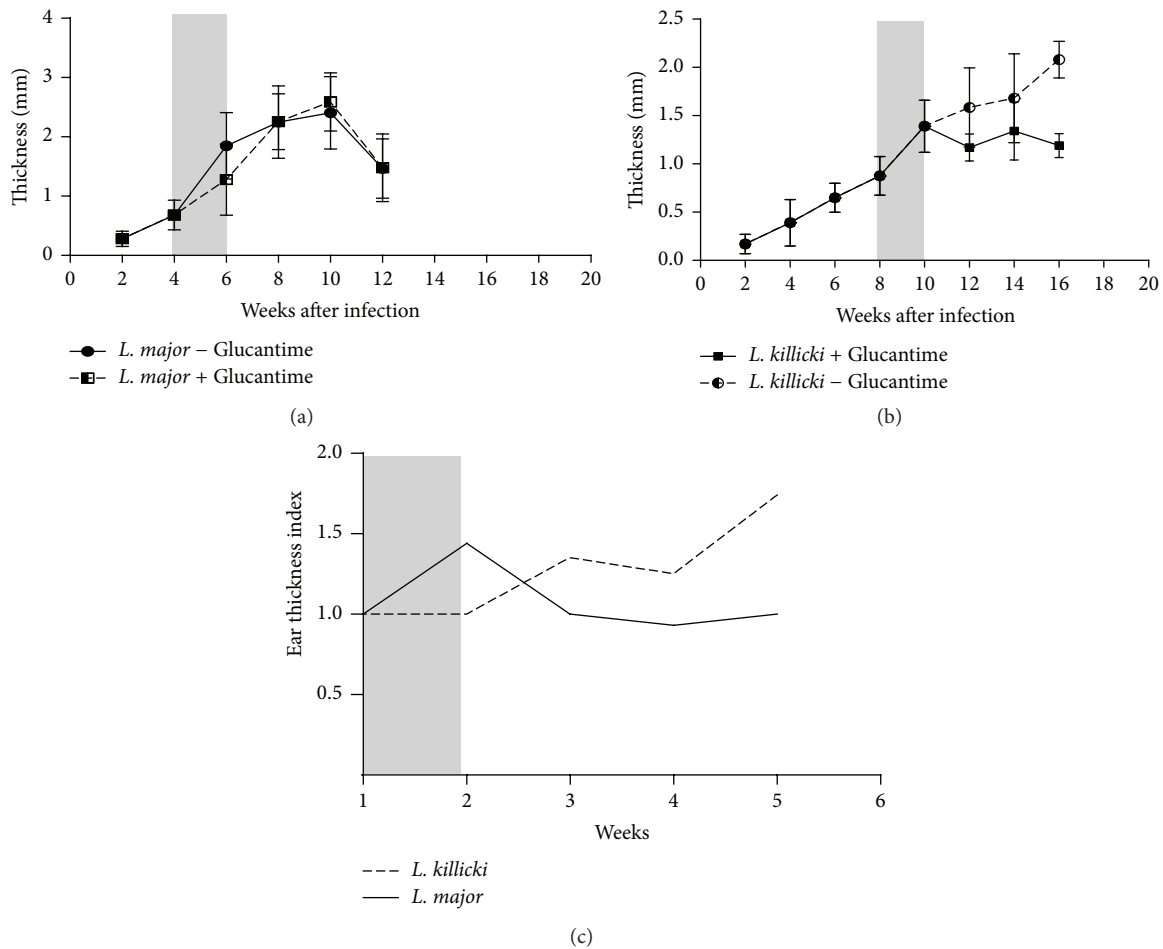 4
3
2
1
0
Thickness (mm)
0 2 4 6 8 10 12 14 16 18 20
Weeks after infection
L. major − Glucantime
L. major + Glucantime
(a)
2.5
2.0
1.5
1.0
0.5
0.0
Thickness (mm)
0 2 4 6 8 10 12 14 16 18 20
Weeks after infection
L. killicki + Glucantime
L. killicki − Glucantime
(b)
2.0
1.5
1.0
0.5
Ear thickness index
1 2 3 4 5 6
Weeks
L. killicki
L. major
(c)